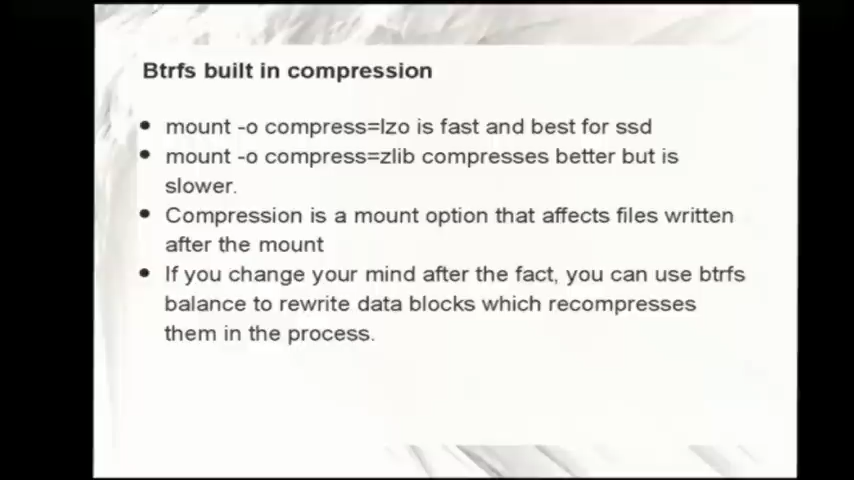 Btrfs built in compression
• mount -o compress=lzo is fast and best for ssd
• mount -o compress=zlib compresses better but is
slower.
• Compression is a mount option that affects files written
after the mount
• If you change your mind after the fact, you can use btrfs
balance to rewrite data blocks which recompresses
them in the process.